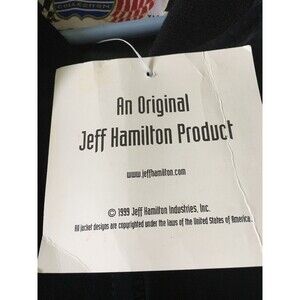 COLLECTION
An Original
Jeff Hamilton Product
www.jeffhamilton.com
© 1999 Jeff Hamilton Industries, Inc.
All jacket designs are copyrighted under the laws of the United States of America.